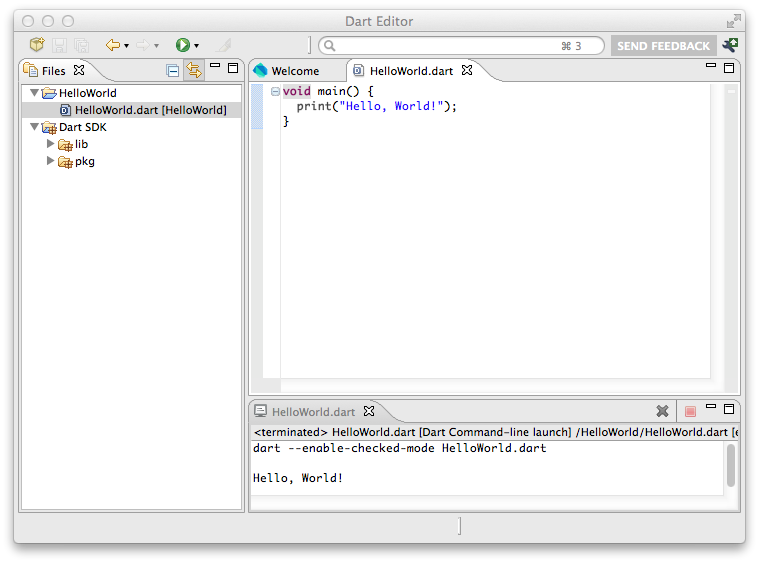 Dart Editor
⌘ 3
SEND FEEDBACK
Files
HelloWorld
HelloWorld.dart [HelloWorld]
Dart SDK
lib
pkg
Welcome
HelloWorld.dart
void main() {
  print("Hello, World!");
}
HelloWorld.dart
<terminated> HelloWorld.dart [Dart Command-line launch] /HelloWorld/HelloWorld.dart [e
dart --enable-checked-mode HelloWorld.dart
Hello, World!